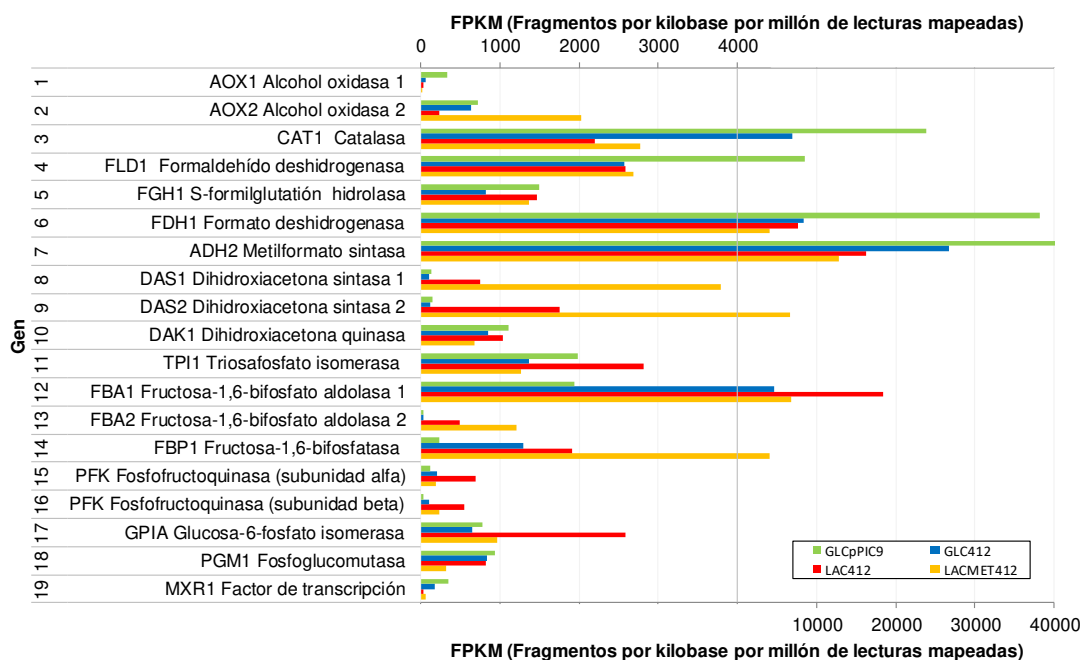 FPKM (Fragmentos por kilobase por millón de lecturas mapeadas)
0 1000 2000 3000 4000
Gen
1 AOX1 Alcohol oxidasa 1
2 AOX2 Alcohol oxidasa 2
3 CAT1 Catalasa
4 FLD1 Formaldehído deshidrogenasa
5 FGH1 S-formilglutatión hidrolasa
6 FDH1 Formato deshidrogenasa
7 ADH2 Metilformato sintasa
8 DAS1 Dihidroxiacetona sintasa 1
9 DAS2 Dihidroxiacetona sintasa 2
10 DAK1 Dihidroxiacetona quinasa
11 TPI1 Triosafosfato isomerasa
12 FBA1 Fructosa-1,6-bifosfato aldolasa 1
13 FBA2 Fructosa-1,6-bifosfato aldolasa 2
14 FBP1 Fructosa-1,6-bifosfatasa
15 PFK Fosfofructoquinasa (subunidad alfa)
16 PFK Fosfofructoquinasa (subunidad beta)
17 GPIA Glucosa-6-fosfato isomerasa
18 PGM1 Fosfoglucomutasa
19 MXR1 Factor de transcripción
GLCpPIC9 GLC412
LAC412 LACMET412
10000 20000 30000 40000
FPKM (Fragmentos por kilobase por millón de lecturas mapeadas)